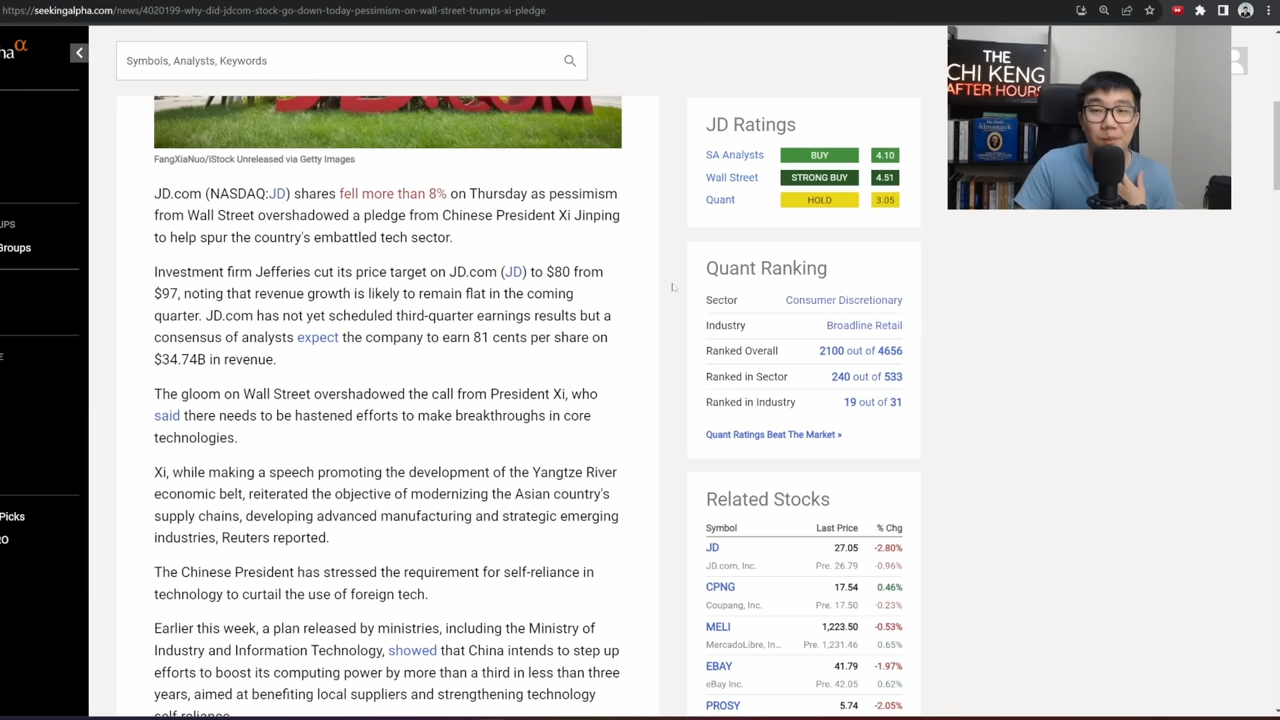 https://seekingalpha.com/news/4020199-why-did-jdcom-stock-go-down-today-pessimism-on-wall-street-trumps-xi-pledge
ha α
UPS
Groups
E
Picks
RO
Symbols, Analysts, Keywords
JD.COM
FangXiaNuo/iStock Unreleased via Getty Images
JD.com (NASDAQ:JD) shares fell more than 8% on Thursday as pessimism
from Wall Street overshadowed a pledge from Chinese President Xi Jinping
to help spur the country's embattled tech sector.
Investment firm Jefferies cut its price target on JD.com (JD) to $80 from
$97, noting that revenue growth is likely to remain flat in the coming
quarter. JD.com has not yet scheduled third-quarter earnings results but a
consensus of analysts expect the company to earn 81 cents per share on
$34.74B in revenue.
The gloom on Wall Street overshadowed the call from President Xi, who
said there needs to be hastened efforts to make breakthroughs in core
technologies.
Xi, while making a speech promoting the development of the Yangtze River
economic belt, reiterated the objective of modernizing the Asian country's
supply chains, developing advanced manufacturing and strategic emerging
industries, Reuters reported.
The Chinese President has stressed the requirement for self-reliance in
technology to curtail the use of foreign tech.
Earlier this week, a plan released by ministries, including the Ministry of
Industry and Information Technology, showed that China intends to step up
efforts to boost its computing power by more than a third in less than three
years, aimed at benefiting local suppliers and strengthening technology
self-reliance.
JD Ratings
SA Analysts BUY 4.10
Wall Street STRONG BUY 4.51
Quant HOLD 3.05
Quant Ranking
Sector Consumer Discretionary
Industry Broadline Retail
Ranked Overall 2100 out of 4656
Ranked in Sector 240 out of 533
Ranked in Industry 19 out of 31
Quant Ratings Beat The Market »
Related Stocks
Symbol Last Price % Chg
JD 27.05 -2.80%
JD.com, Inc. Pre. 26.79 -0.96%
CPNG 17.54 0.46%
Coupang, Inc. Pre. 17.50 -0.23%
MELI 1,223.50 -0.53%
MercadoLibre, In... Pre. 1,231.46 0.65%
EBAY 41.79 -1.97%
eBay Inc. Pre. 42.05 0.62%
PROSY 5.74 -2.05%
THE
CHI KENG
AFTER HOURS
Almanack